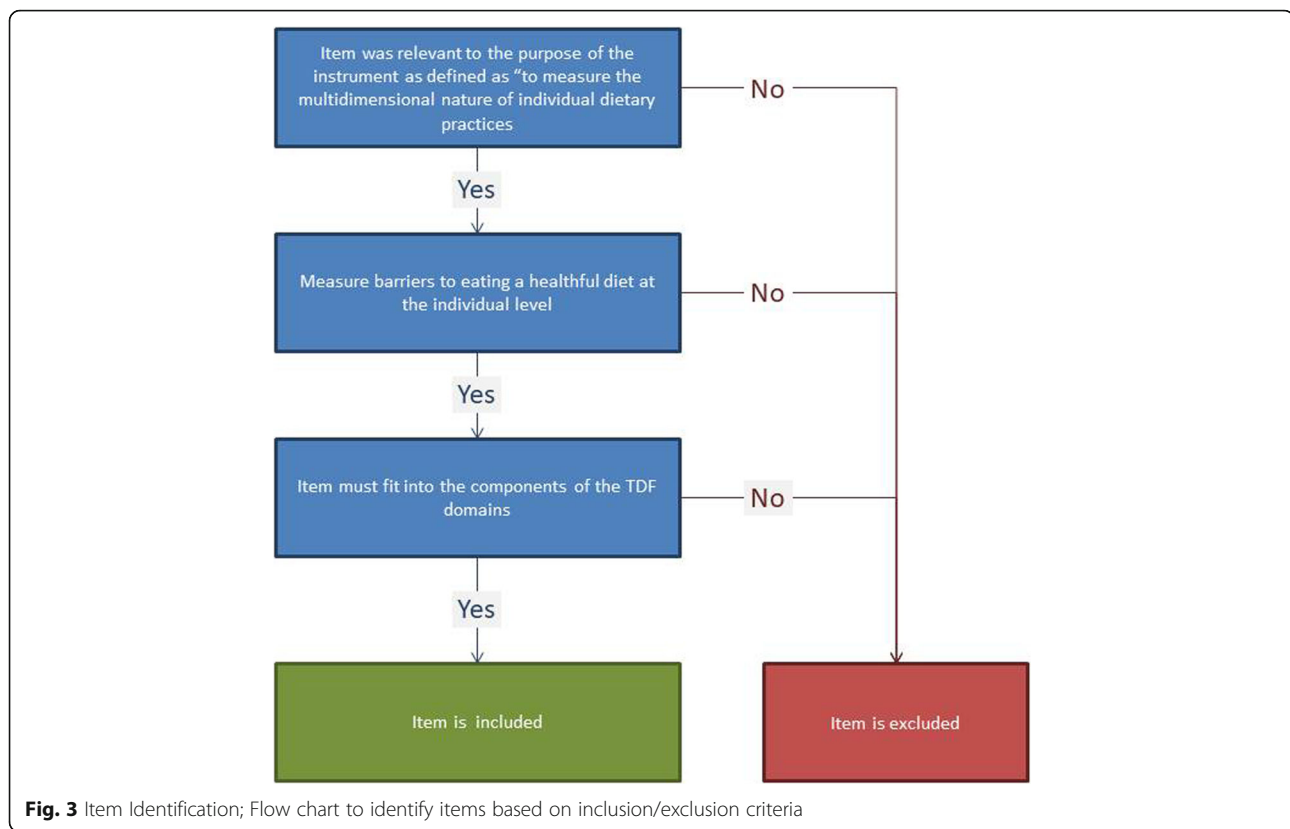 Item was relevant to the purpose of the
instrument as defined as “to measure the
multidimensional nature of individual dietary
practices
No
Yes
Measure barriers to eating a healthful diet at
the individual level
No
Yes
Item must fit into the components of the TDF
domains
No
Yes
Item is included
Item is excluded
Fig. 3 Item Identification; Flow chart to identify items based on inclusion/exclusion criteria